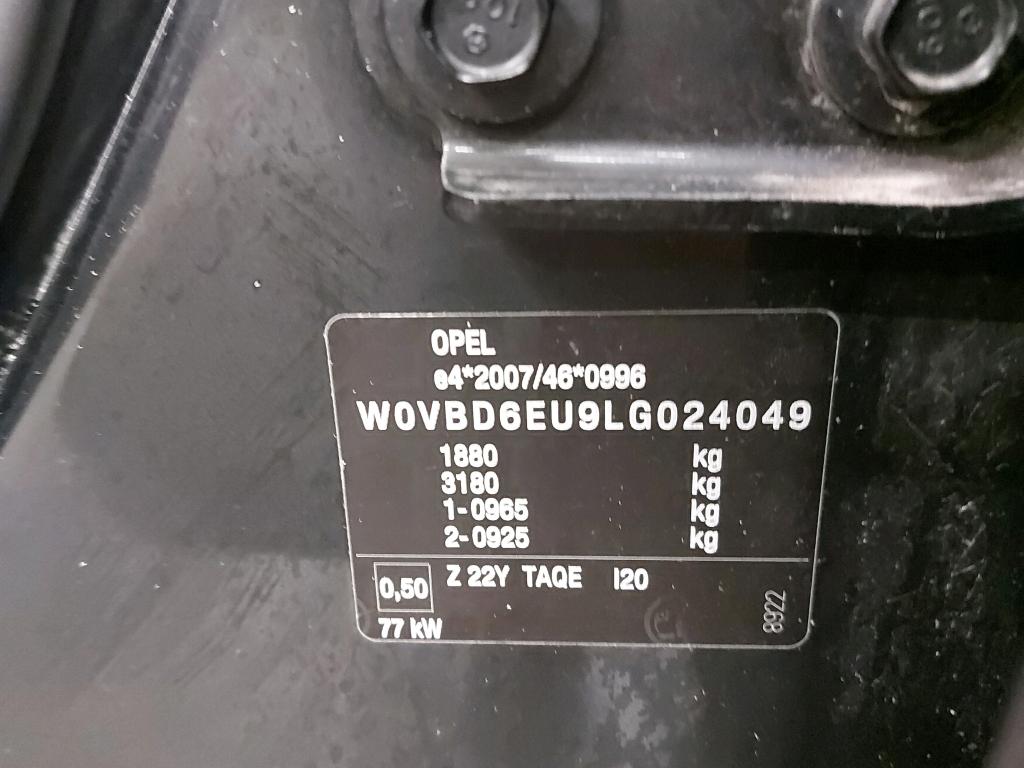 OPEL
e4*2007/46*0996
W0VBD6EU9LG024049
1880 kg
3180 kg
1-0965 kg
2-0925 kg
0,50 Z 22Y TAQE I20
77 kW
8922